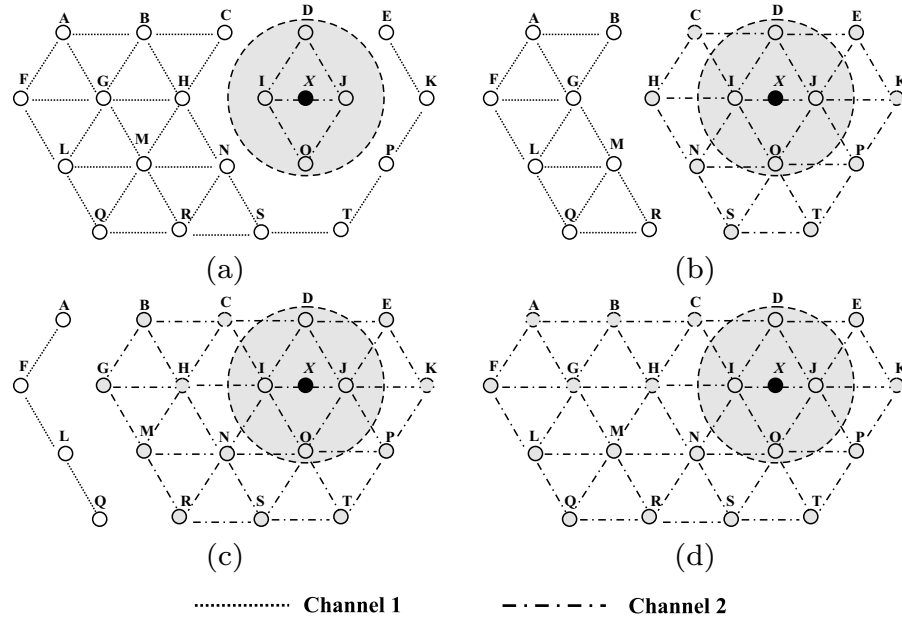 A B C D E A B C D E
F G H I X J K F G H I X J K
L M N O P L M N O P
Q R S T Q R S T
(a) (b)
A B C D E A B C D E
F G H I X J K F G H I X J K
L M N O P L M N O P
Q R S T Q R S T
(c) (d)
Channel 1 Channel 2